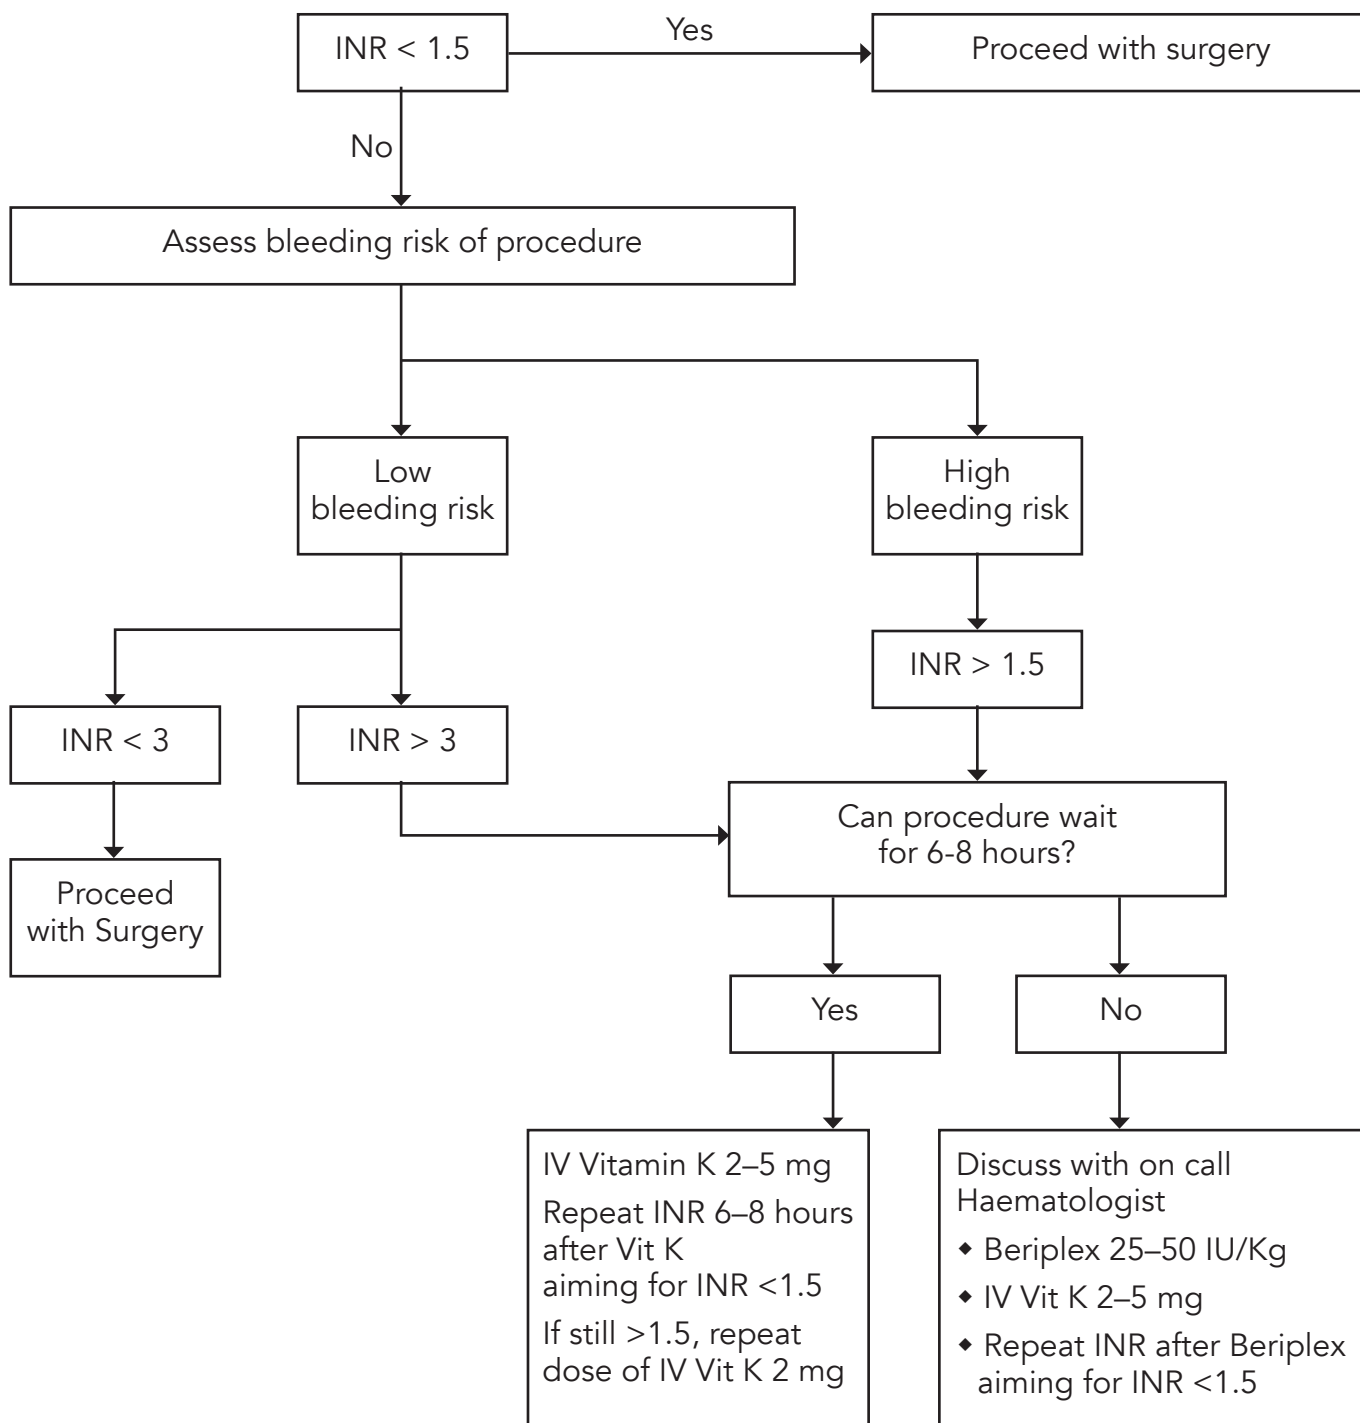 INR < 1.5
Yes
Proceed with surgery
No
Assess bleeding risk of procedure
Low
bleeding risk
High
bleeding risk
INR > 1.5
INR < 3
INR > 3
Can procedure wait
for 6-8 hours?
Proceed
with Surgery
Yes
No
IV Vitamin K 2–5 mg
Repeat INR 6–8 hours
after Vit K
aiming for INR <1.5
If still >1.5, repeat
dose of IV Vit K 2 mg
Discuss with on call
Haematologist
◆ Beriplex 25–50 IU/Kg
◆ IV Vit K 2–5 mg
◆ Repeat INR after Beriplex
aiming for INR <1.5